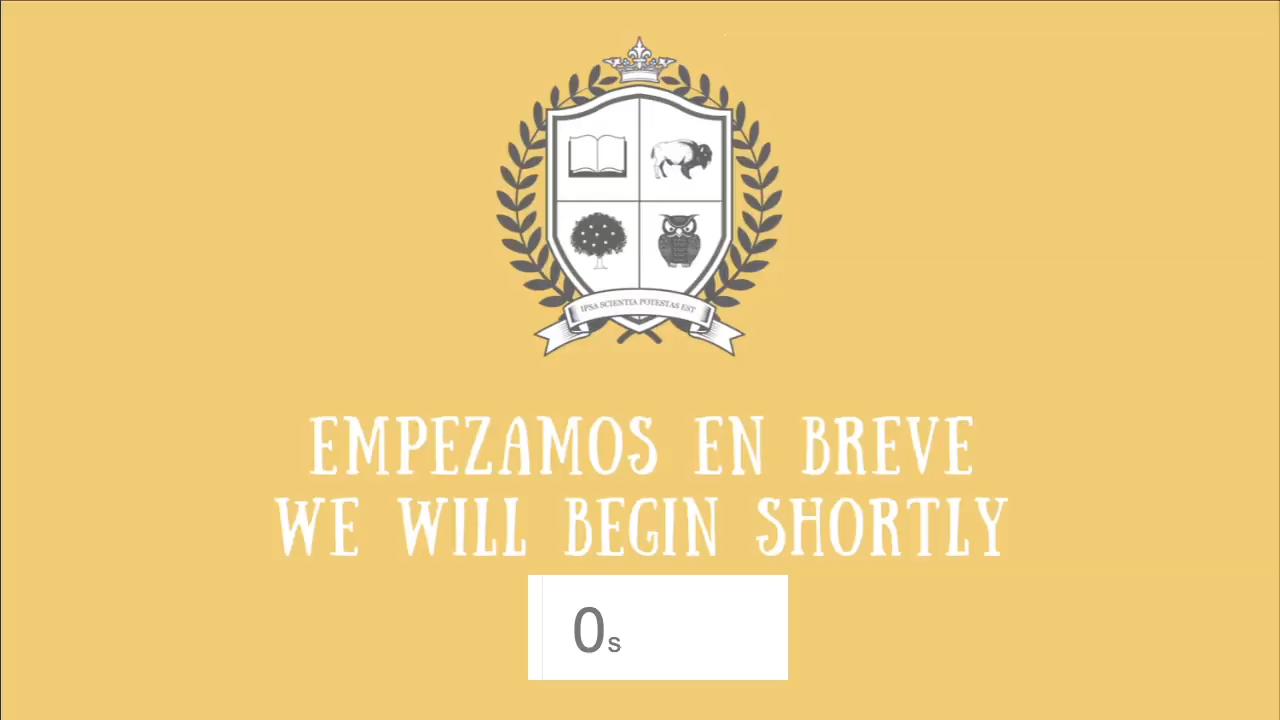 IPSA SCIENTIA POTESTAS EST
EMPEZAMOS EN BREVE
WE WILL BEGIN SHORTLY
0s